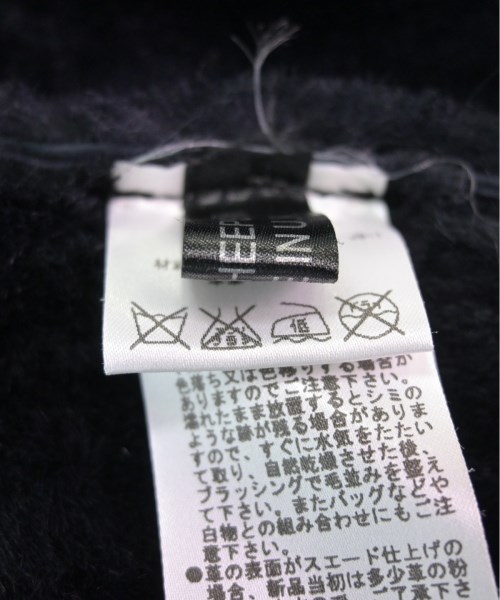 HEER
INU
低
ドライ
ち又は色移りする場合が
ますのでご注意下さい。
たまま放置するとシミの
ような跡が残る場合がありま
すので、すぐに水気をたたい
て取り、自然乾燥させた後、
ブラッシングで毛並みを整え
て下さい。またバッグなどや
白物との組み合わせにもご注
意下さい。
●革の表面がスエード仕上げの
場合、新品当初は多少革の粉